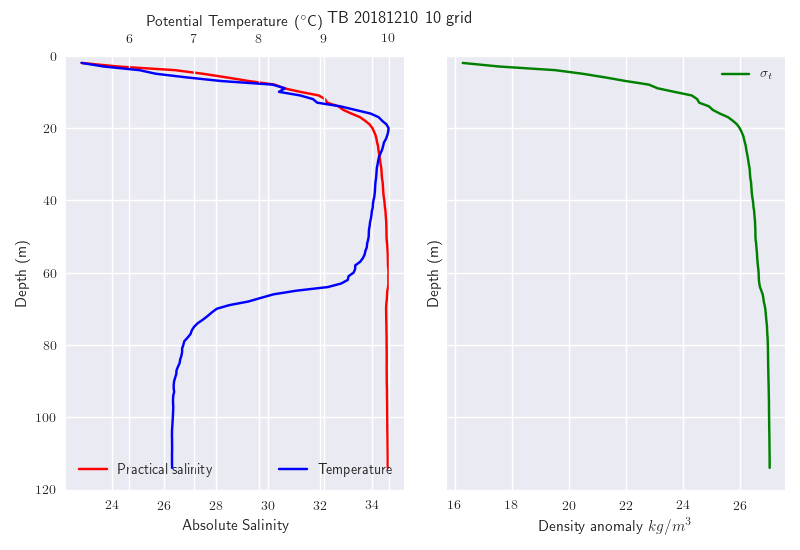 TB 20181210 10 grid
Potential Temperature (°C)
6 7 8 9 10
0
20
40
60
80
100
120
Depth (m)
24 26 28 30 32 34
Absolute Salinity
Practical salinity
Temperature
Depth (m)
σt
16 18 20 22 24 26
Density anomaly kg/m³